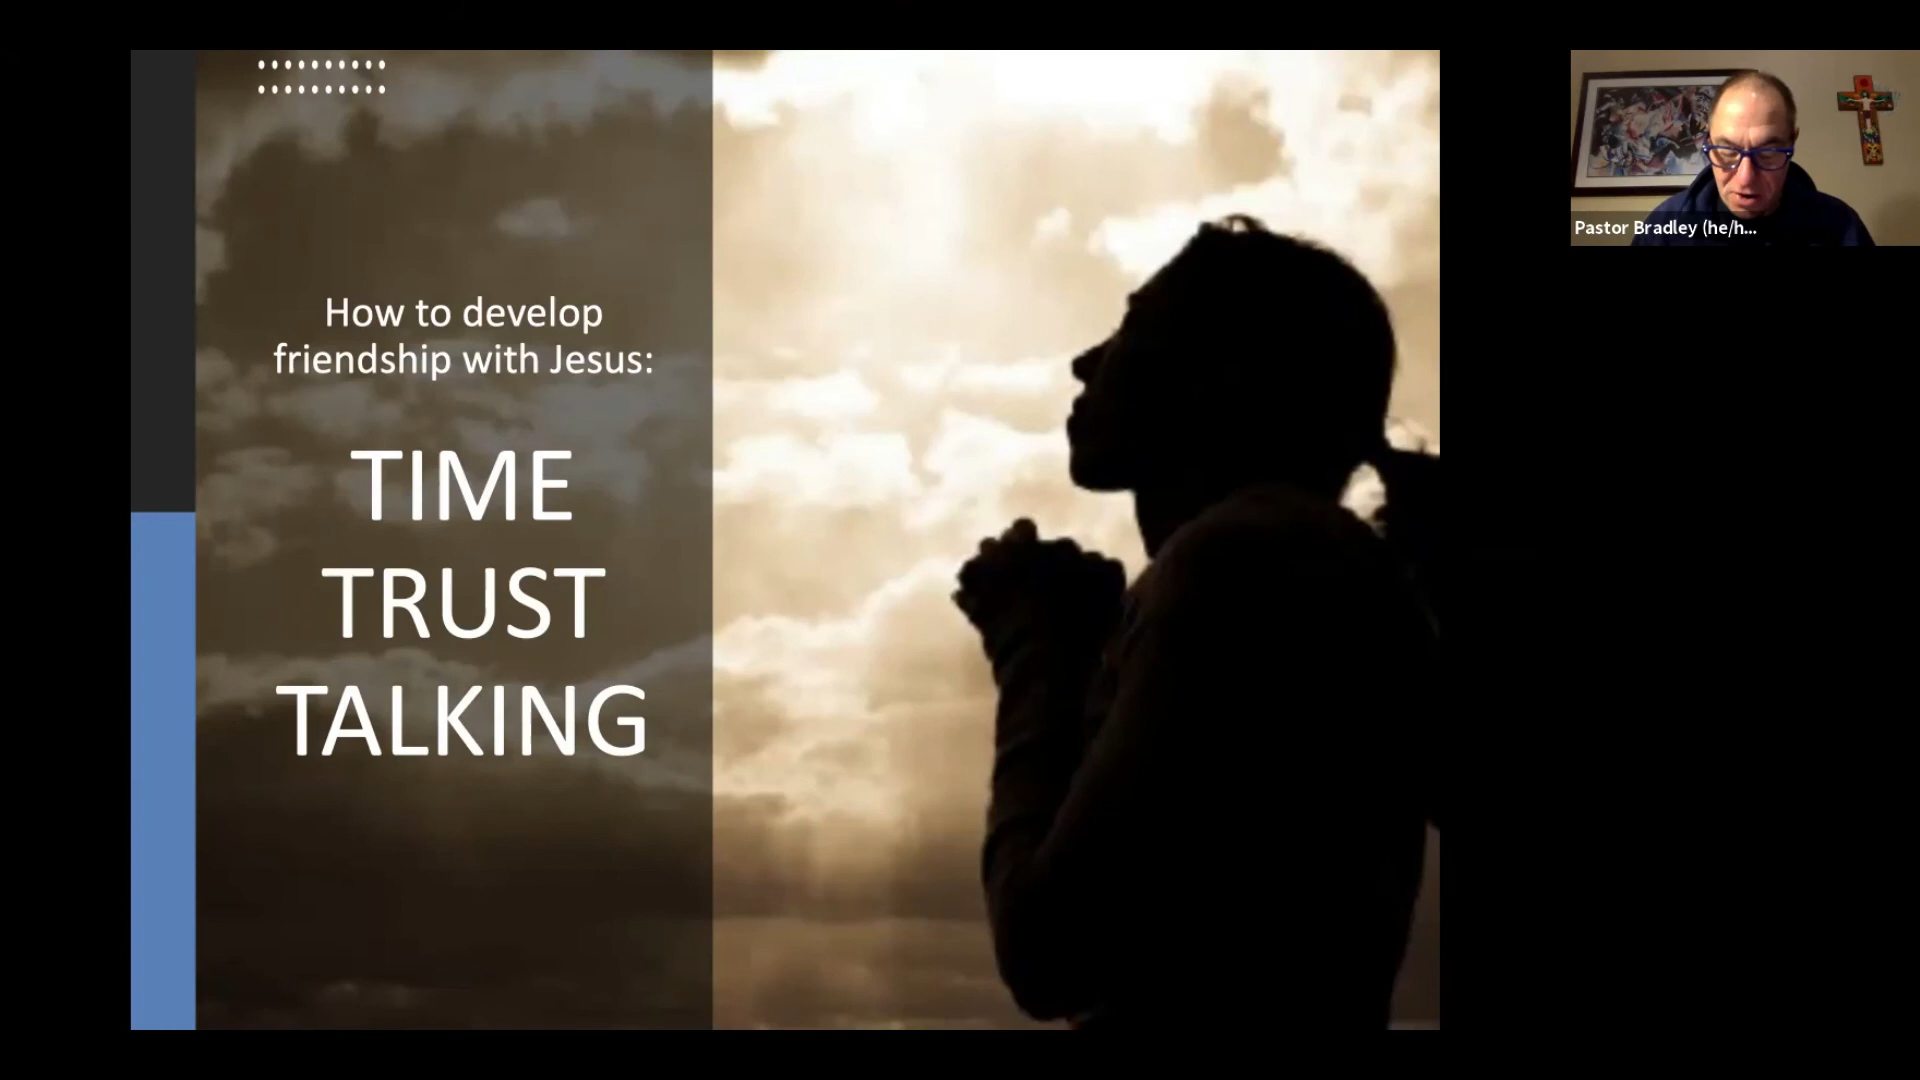 How to develop
friendship with Jesus:
TIME
TRUST
TALKING
Pastor Bradley (he/h...